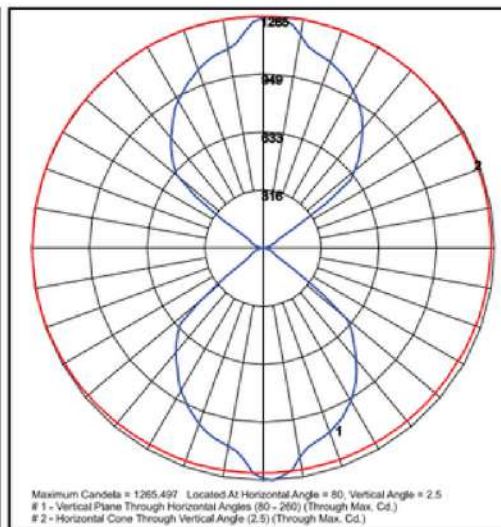 1265
949
633
316
2
1
Maximum Candela = 1265.497 Located At Horizontal Angle = 80, Vertical Angle = 2.5
# 1 - Vertical Plane Through Horizontal Angles (80 - 260) (Through Max. Cd.)
# 2 - Horizontal Cone Through Vertical Angle (2.5) (Through Max. Cd.)